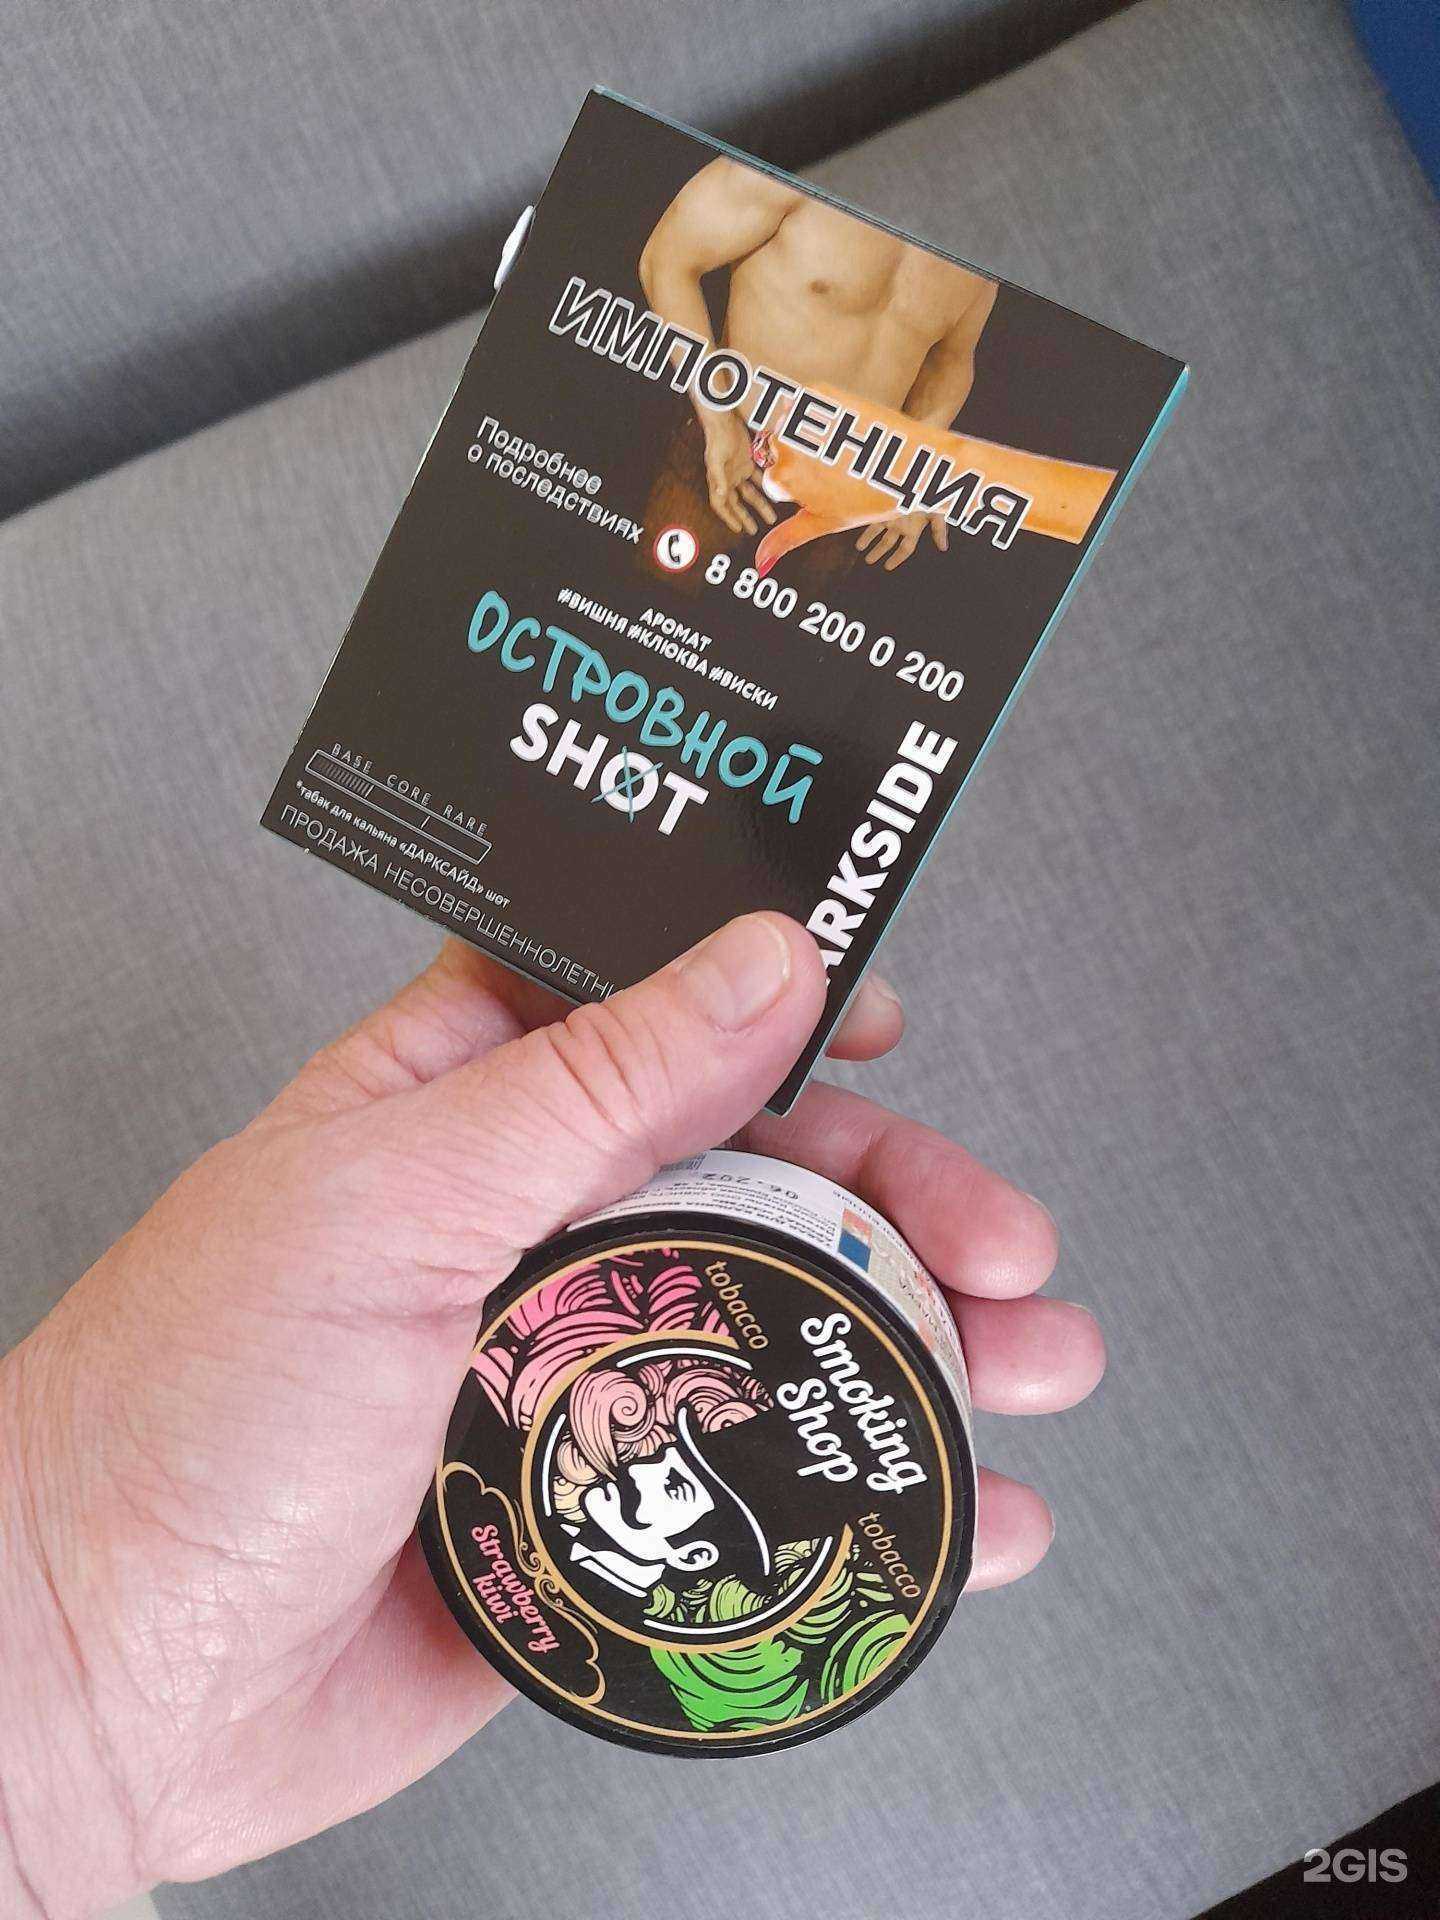 ИМПОТЕНЦИЯ
Подробнее
о последствиях
8 800 200 0 200
АРОМАТ
#ВИШНЯ #КЛЮКВА #ВИСКИ
ОСТРОВНОЙ
SHOT
BASE CORE RARE
*табак для кальяна «ДАРКСАЙД» шот
ПРОДАЖА НЕСОВЕРШЕННОЛЕТН
ARKSIDE
tobacco
Smoking
Shop
tobacco
Strawberry
kiwi
2GIS